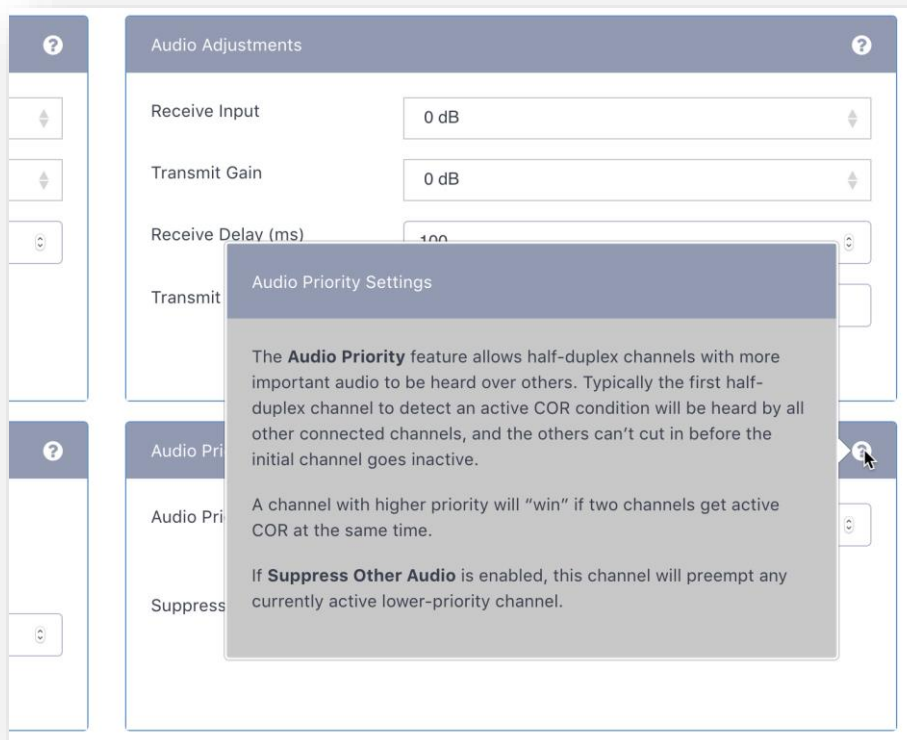 Audio Adjustments
Receive Input
0 dB
Transmit Gain
0 dB
Receive Delay (ms)
100
Transmit
Audio Priority Settings
The Audio Priority feature allows half-duplex channels with more
important audio to be heard over others. Typically the first half-
duplex channel to detect an active COR condition will be heard by all
other connected channels, and the others can’t cut in before the
initial channel goes inactive.
A channel with higher priority will “win” if two channels get active
COR at the same time.
If Suppress Other Audio is enabled, this channel will preempt any
currently active lower-priority channel.
Audio Pri
Audio Pri
Suppress